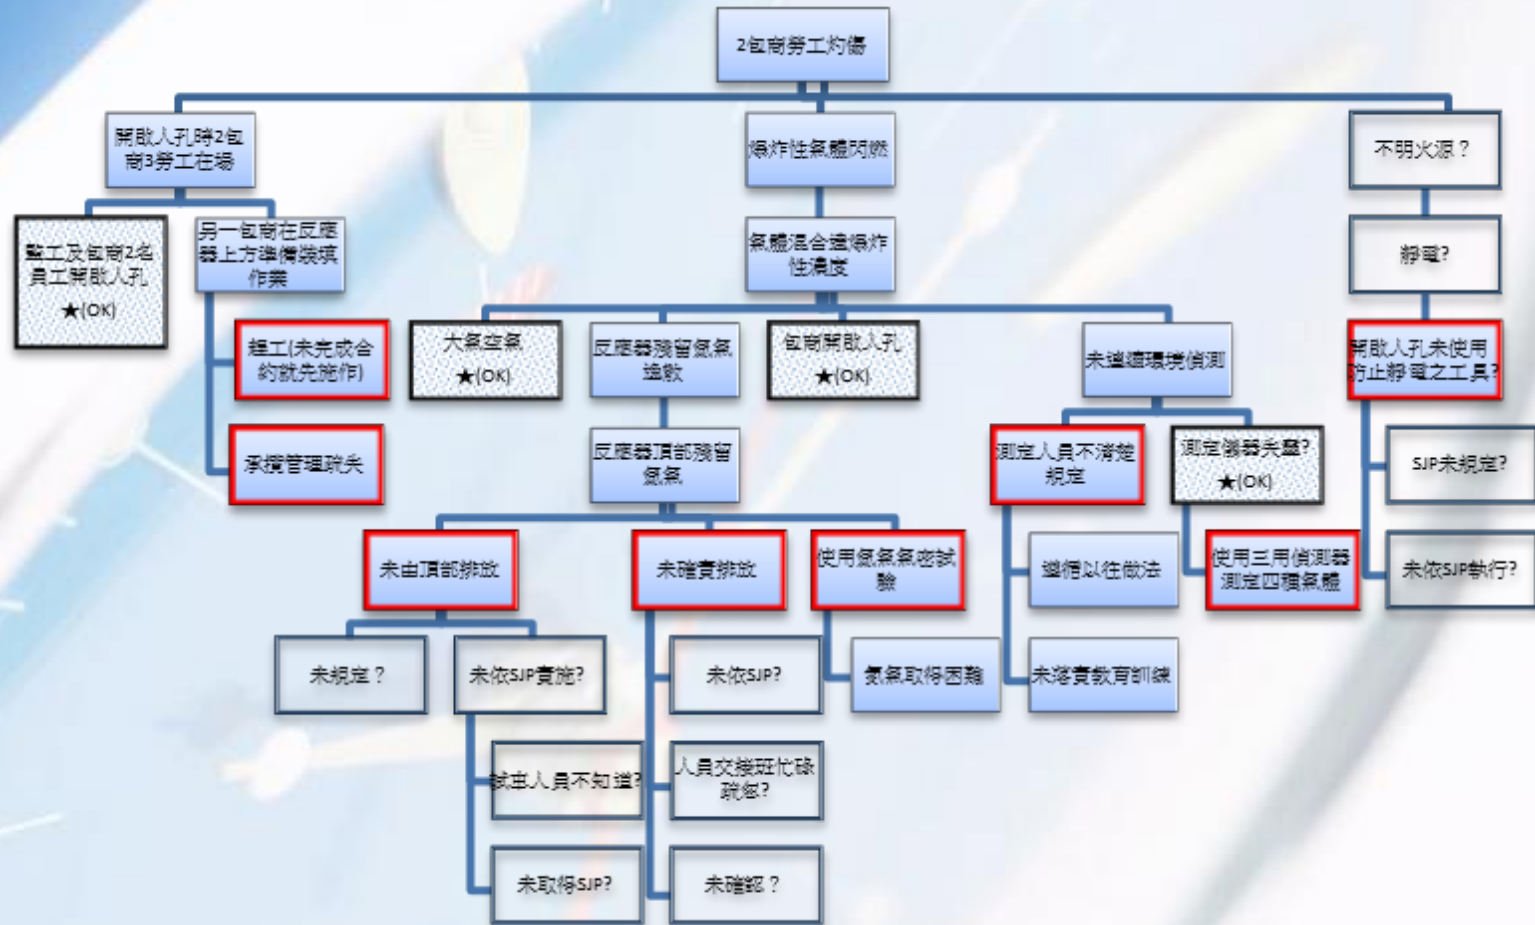 2包商勞工灼傷
開啟人孔時2包
商3勞工在場
爆炸性氣體閃燃
不明火源？
監工及包商2名
員工開啟人孔
★(OK)
另一包商在反應
器上方準備裝填
作業
氣體混合達爆炸
性濃度
靜電?
趕工(未完成合
約就先施作)
承攬管理疏失
大氣空氣
★(OK)
反應器殘留氫氣
逸散
包商開啟人孔
★(OK)
環境偵測
開啟人孔未使用
防止靜電之工具?
反應器頂部殘留
氫氣
測定人員不清楚
規定
測定儀器失靈?
★(OK)
SJP未規定?
未依SJP執行?
未由頂部排放
未確實排放
使用氫氣氣密試
驗
遵循以往做法
使用三用偵測器
測定四種氣體
未規定？
未依SJP實施?
未依SJP?
氮氣取得困難
未落實教育訓練
試車人員不知道?
人員交接班忙碌
疏忽?
未取得SJP?
未確認？